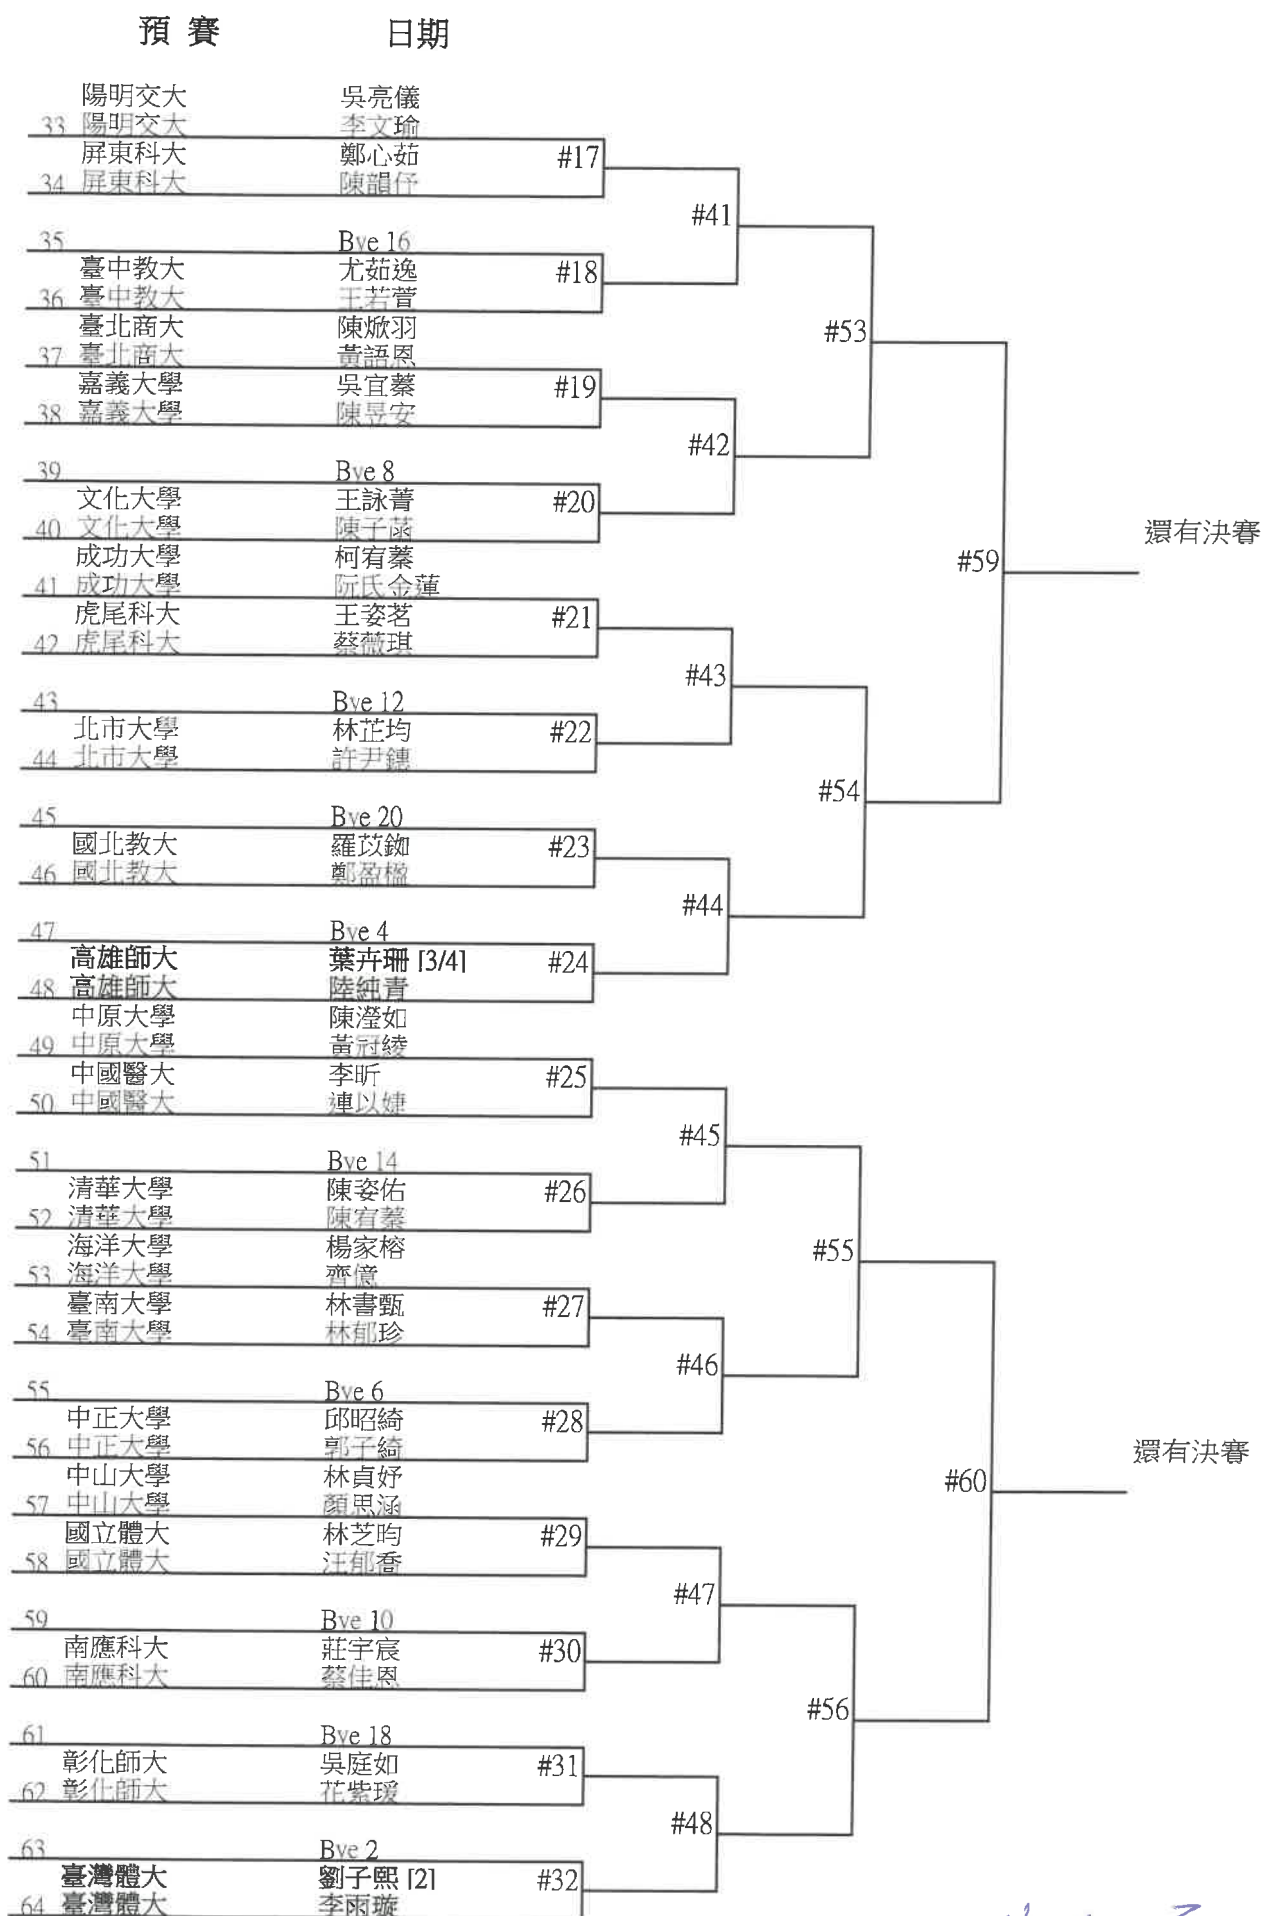 預 賽 日期
陽明交大 吳亮儀
33 陽明交大 李文瑜
屏東科大 鄭心茹 #17
34 屏東科大 陳韻伃
#41
35 Bye 16
臺中教大 尤茹逸 #18
36 臺中教大 王若萱
臺北商大 陳焮羽 #53
37 臺北商大 黃語恩
嘉義大學 吳宜蓁 #19
38 嘉義大學 陳昱安
#42
39 Bye 8
文化大學 王詠菁 #20
40 文化大學 陳子菡
還有決賽
成功大學 柯宥蓁 #59
41 成功大學 阮氏金蓮
虎尾科大 王姿茗 #21
42 虎尾科大 蔡薇琪
#43
43 Bye 12
北市大學 林芷均 #22
44 北市大學 許尹鏸
#54
45 Bye 20
國北教大 羅苡鉫 #23
46 國北教大 鄭盈楹
#44
47 Bye 4
高雄師大 葉卉珊 [3/4] #24
48 高雄師大 陸純青
中原大學 陳瀅如
49 中原大學 黃冠綾
中國醫大 李昕 #25
50 中國醫大 連以婕
#45
51 Bye 14
清華大學 陳姿佑 #26
52 清華大學 陳宥蓁
海洋大學 楊家榕 #55
53 海洋大學 齊億
臺南大學 林書甄 #27
54 臺南大學 林郁珍
#46
55 Bye 6
中正大學 邱昭綺 #28
56 中正大學 郭子綺
還有決賽
中山大學 林貞妤 #60
57 中山大學 顏思涵
國立體大 林芝昀 #29
58 國立體大 汪郁喬
#47
59 Bye 10
南應科大 莊宇宸 #30
60 南應科大 蔡佳恩
#56
61 Bye 18
彰化師大 吳庭如 #31
62 彰化師大 花紫瑗
#48
63 Bye 2
臺灣體大 劉子熙 [2] #32
64 臺灣體大 李雨璇